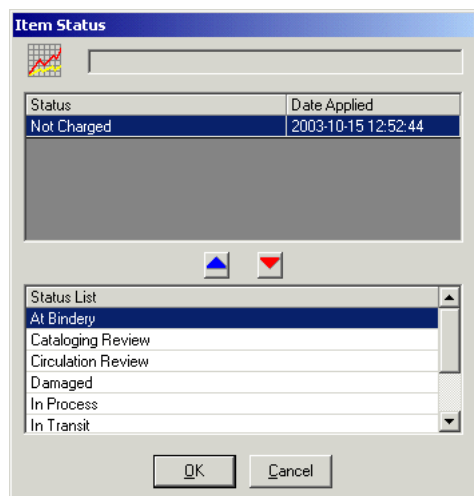 Item Status
Status Date Applied
Not Charged 2003-10-15 12:52:44
Status List
At Bindery
Cataloging Review
Circulation Review
Damaged
In Process
In Transit
OK Cancel